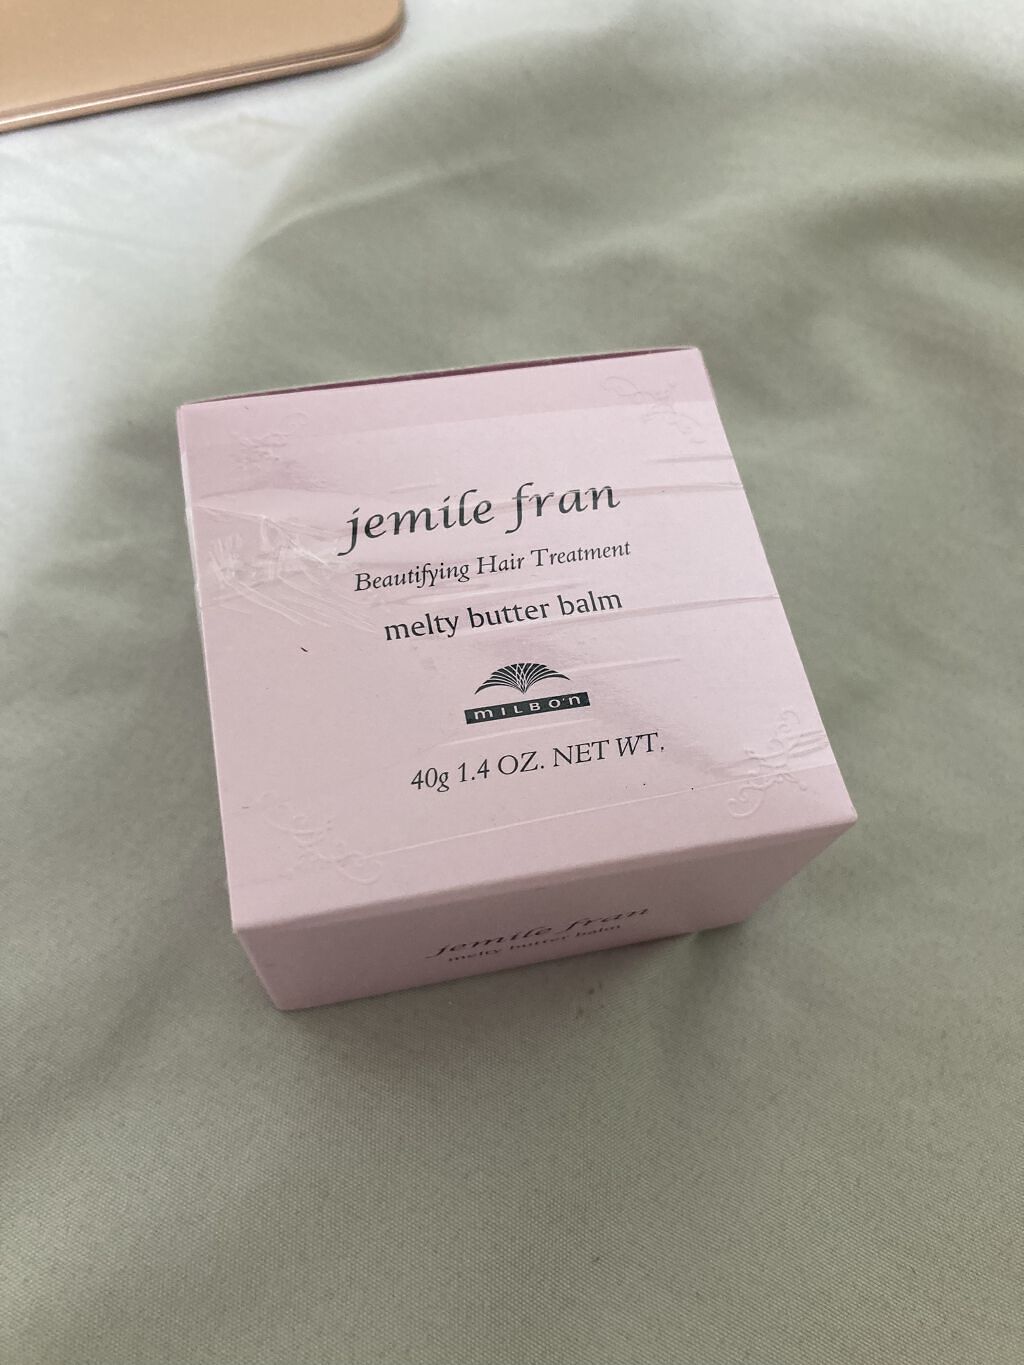 jemile fran
Beautifying Hair Treatment
melty butter balm
MILBON
40g 1.4 OZ. NET WT.
jemile fran
melty butter balm